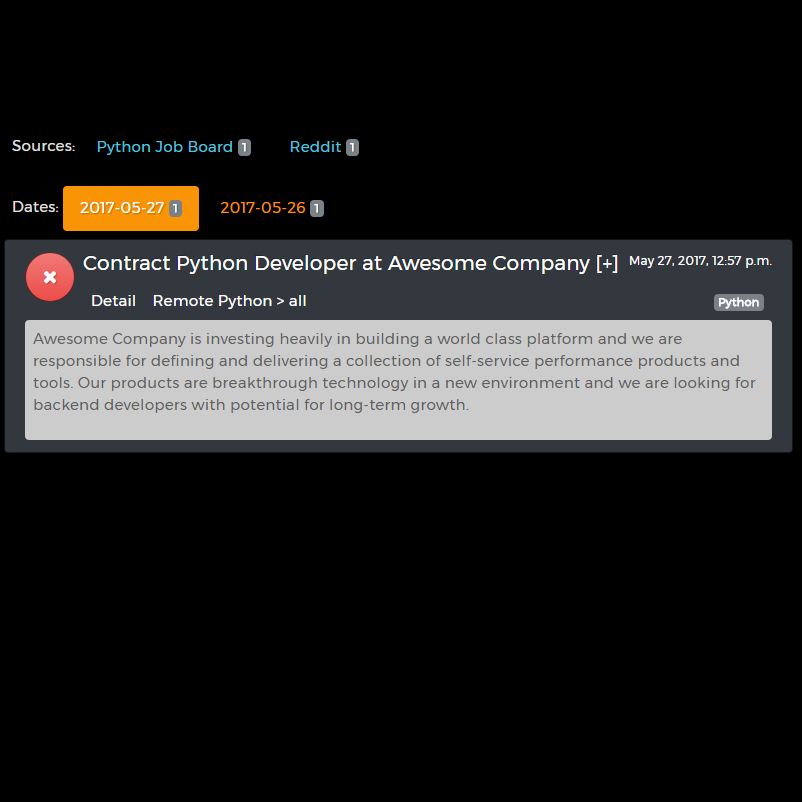 Sources: Python Job Board 1 Reddit 1
Dates: 2017-05-27 1 2017-05-26 1
Contract Python Developer at Awesome Company [+] May 27, 2017, 12:57 p.m.
Detail Remote Python > all Python
Awesome Company is investing heavily in building a world class platform and we are
responsible for defining and delivering a collection of self-service performance products and
tools. Our products are breakthrough technology in a new environment and we are looking for
backend developers with potential for long-term growth.